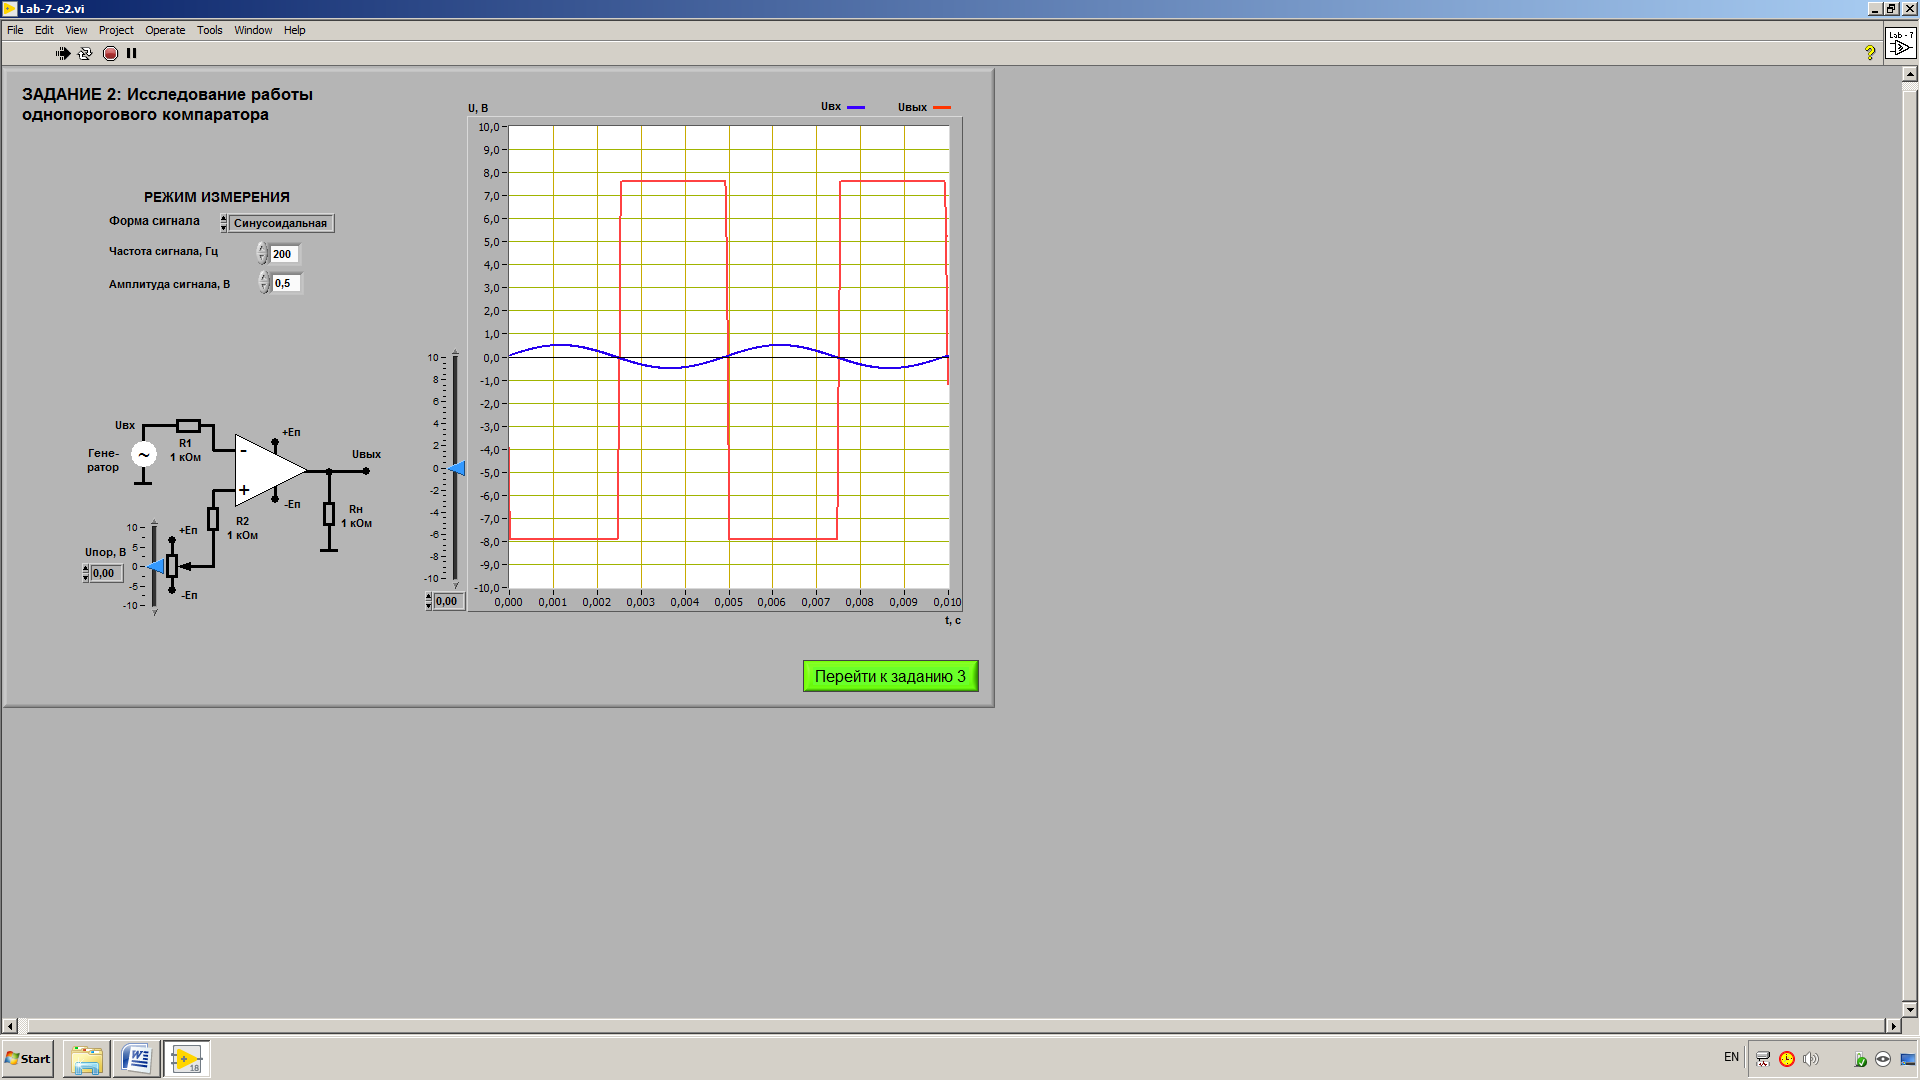 Lab-7-e2.vi
File Edit View Project Operate Tools Window Help
Lab - 7
ЗАДАНИЕ 2: Исследование работы
однопорогового компаратора
РЕЖИМ ИЗМЕРЕНИЯ
Форма сигнала Синусоидальная
Частота сигнала, Гц 200
Амплитуда сигнала, В 0,5
U, В
Uвх Uвых
10,0
9,0
8,0
7,0
6,0
5,0
4,0
3,0
2,0
1,0
0,0
-1,0
-2,0
-3,0
-4,0
-5,0
-6,0
-7,0
-8,0
-9,0
-10,0
0,000 0,001 0,002 0,003 0,004 0,005 0,006 0,007 0,008 0,009 0,010
t, с
10
8
6
4
2
0
-2
-4
-6
-8
-10
0,00
Uвх
R1
1 кОм
Гене-
ратор
~
-
+
+Еп
-Еп
Uвых
Rн
1 кОм
R2
1 кОм
+Еп
-Еп
Uпор, В
0,00
10
5
0
-5
-10
Перейти к заданию 3
Start
18
EN